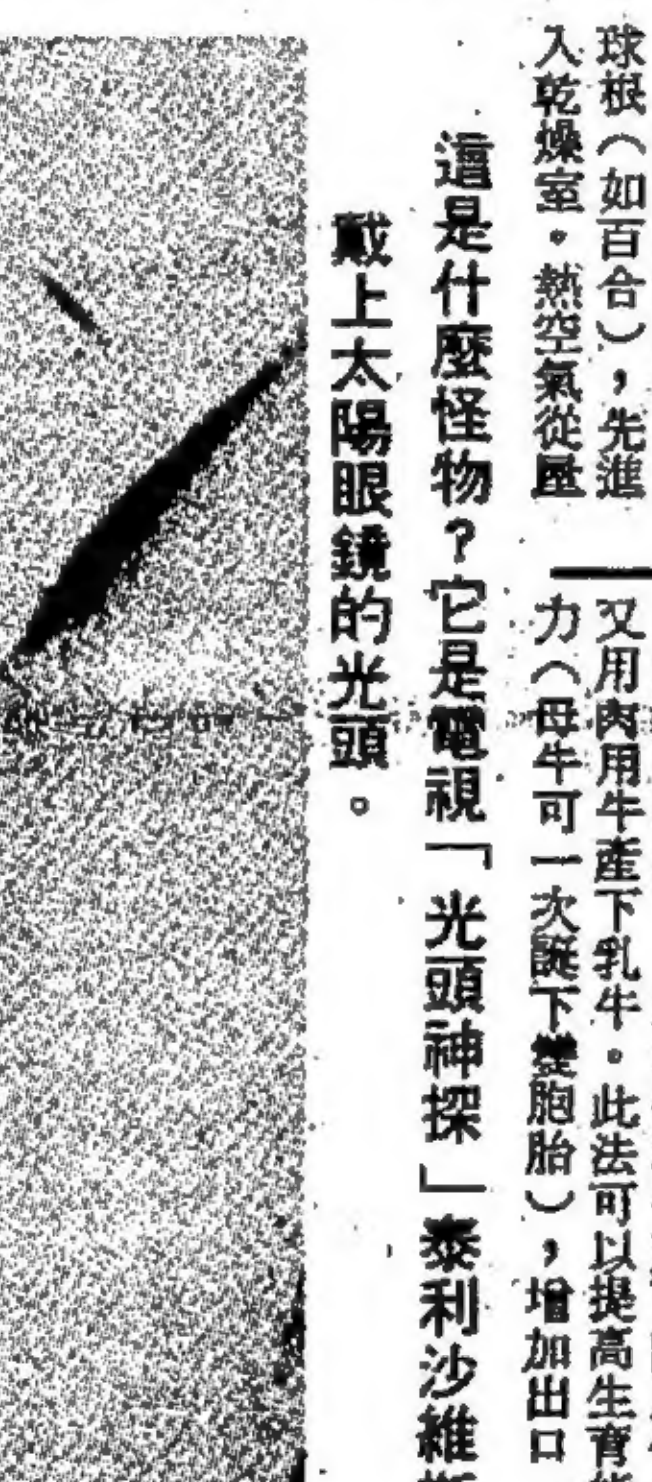 球根（如百合），先進
入乾燥室。熱空氣從屋
又用肉用牛產下乳牛。此法可以提高生育
力（母牛可一次誕下雙胞胎），增加出口
這是什麼怪物？它是電視「光頭神探」泰利沙維
戴上太陽眼鏡的光頭。